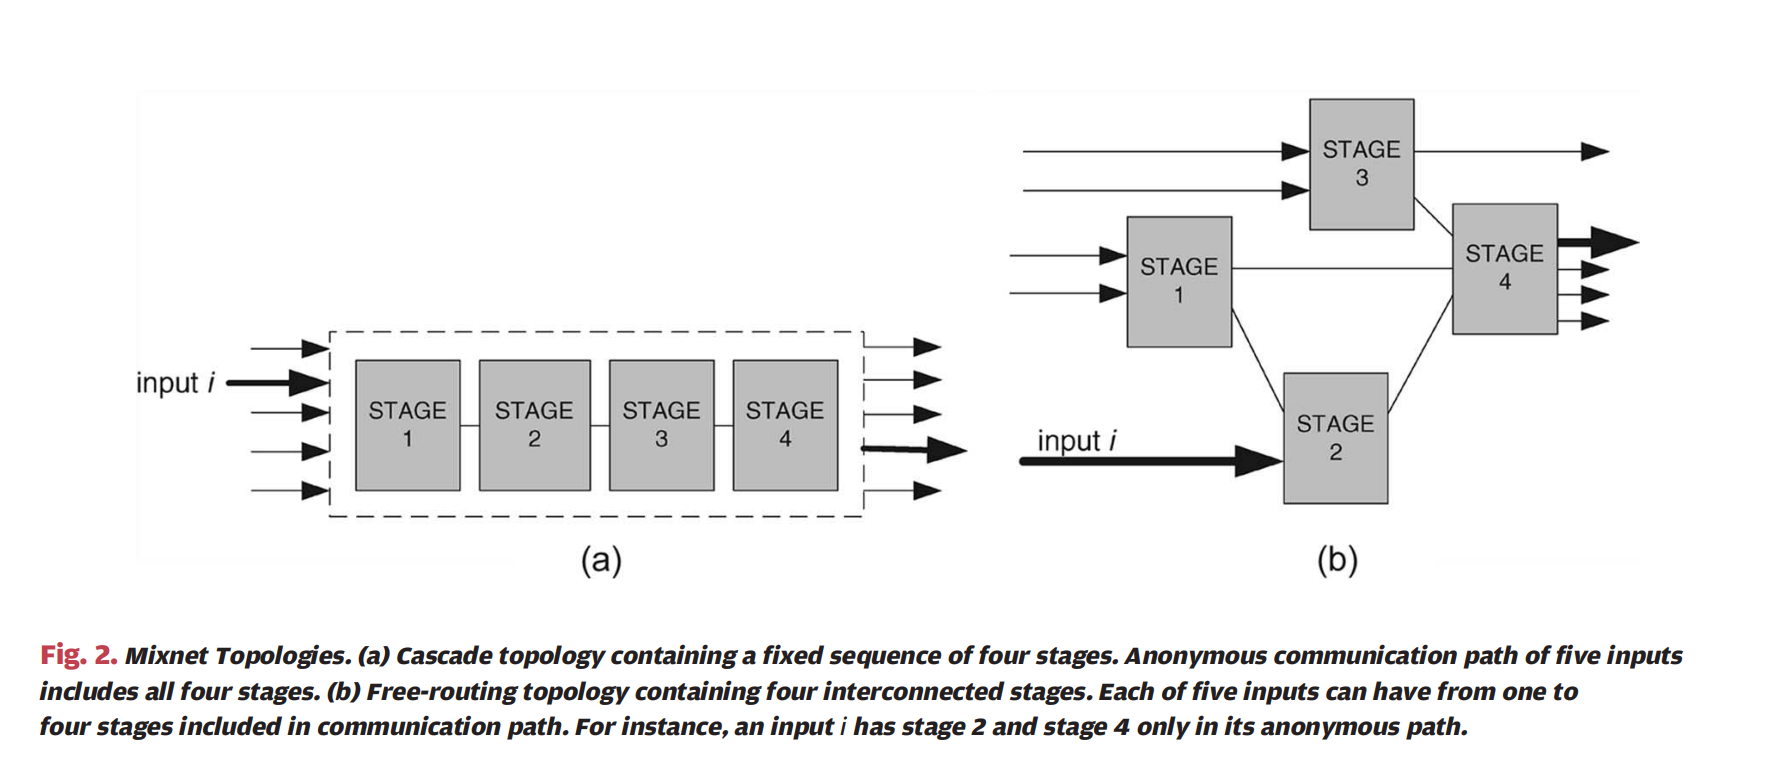 STAGE
3
STAGE
1
STAGE
4
input i
STAGE
1
STAGE
2
STAGE
3
STAGE
4
input i
STAGE
2
(a)
(b)
Fig. 2. Mixnet Topologies. (a) Cascade topology containing a fixed sequence of four stages. Anonymous communication path of five inputs
includes all four stages. (b) Free-routing topology containing four interconnected stages. Each of five inputs can have from one to
four stages included in communication path. For instance, an input i has stage 2 and stage 4 only in its anonymous path.